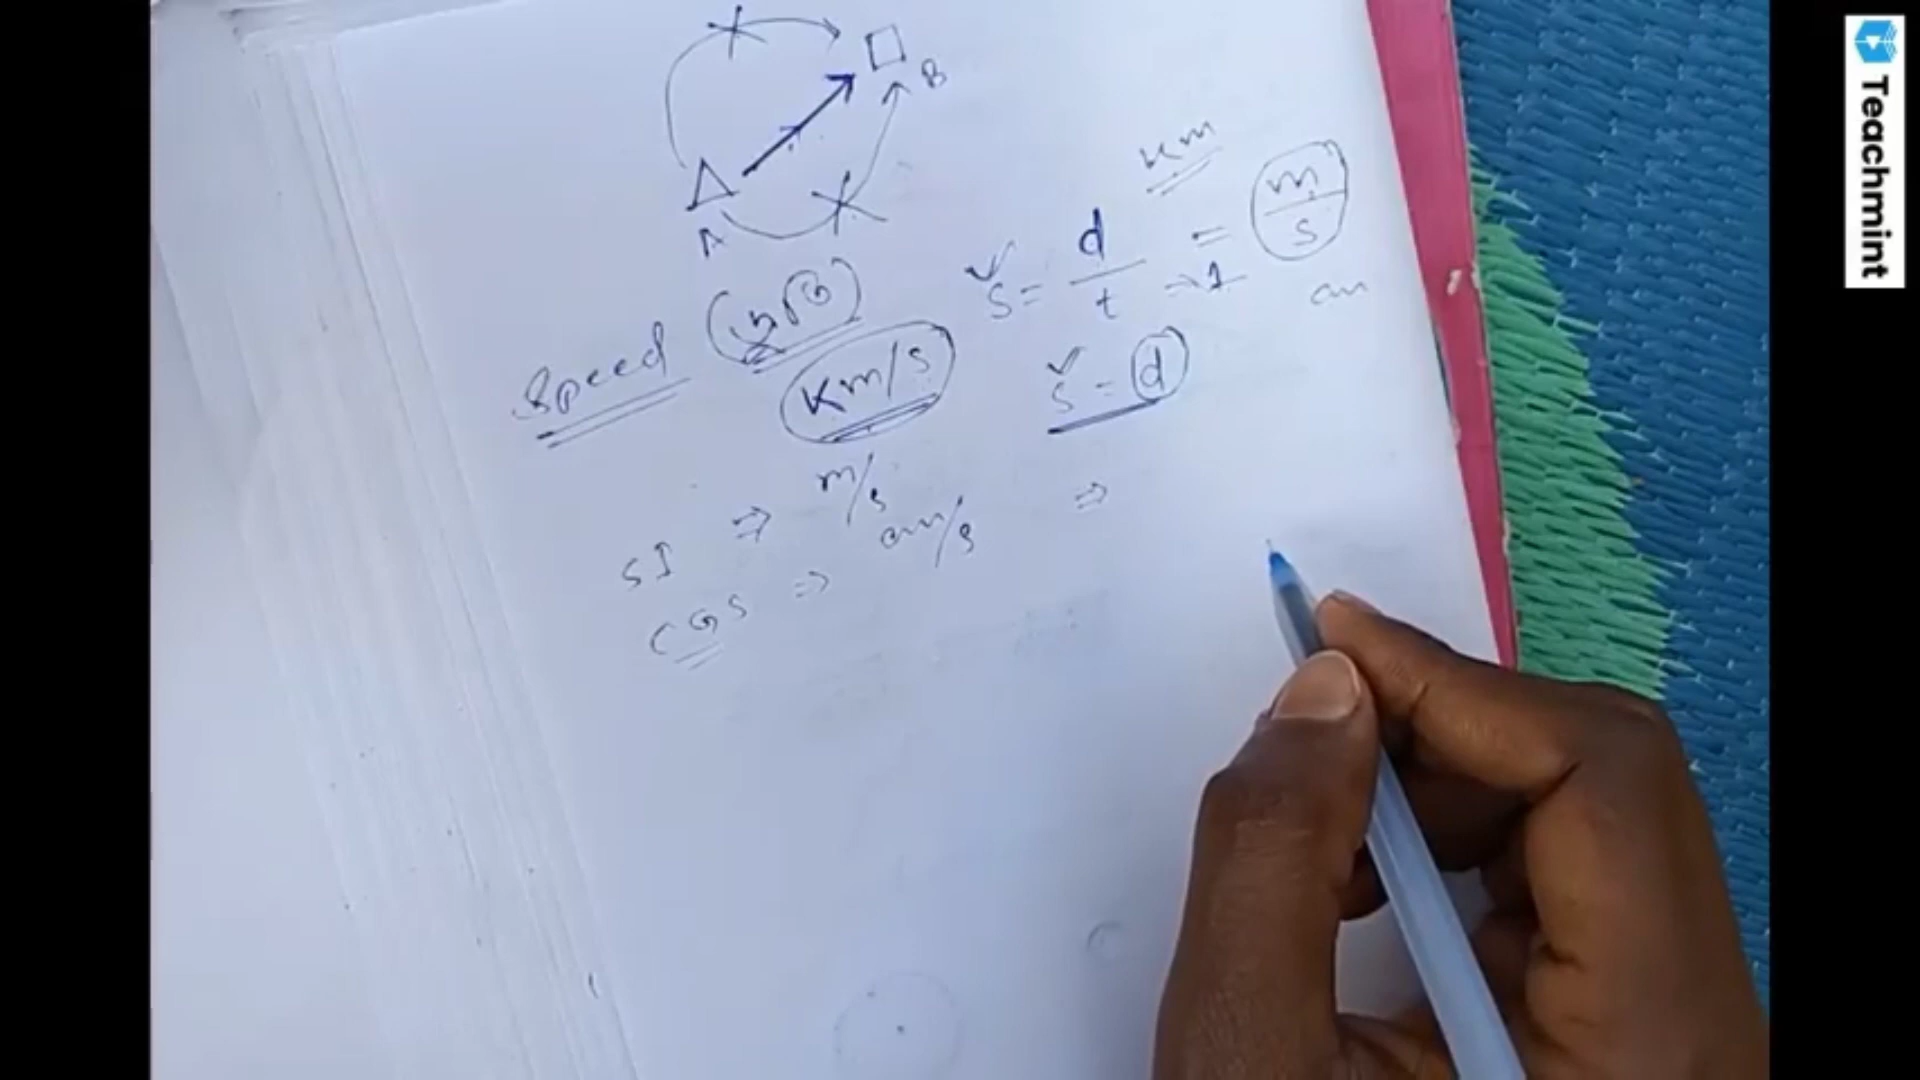 B
A
Km
s = d/t → 1 = m/s
cm
Speed
Km/s
s = d
SI ⇒ m/s ⇒
CGS ⇒ cm/s
Teachmint